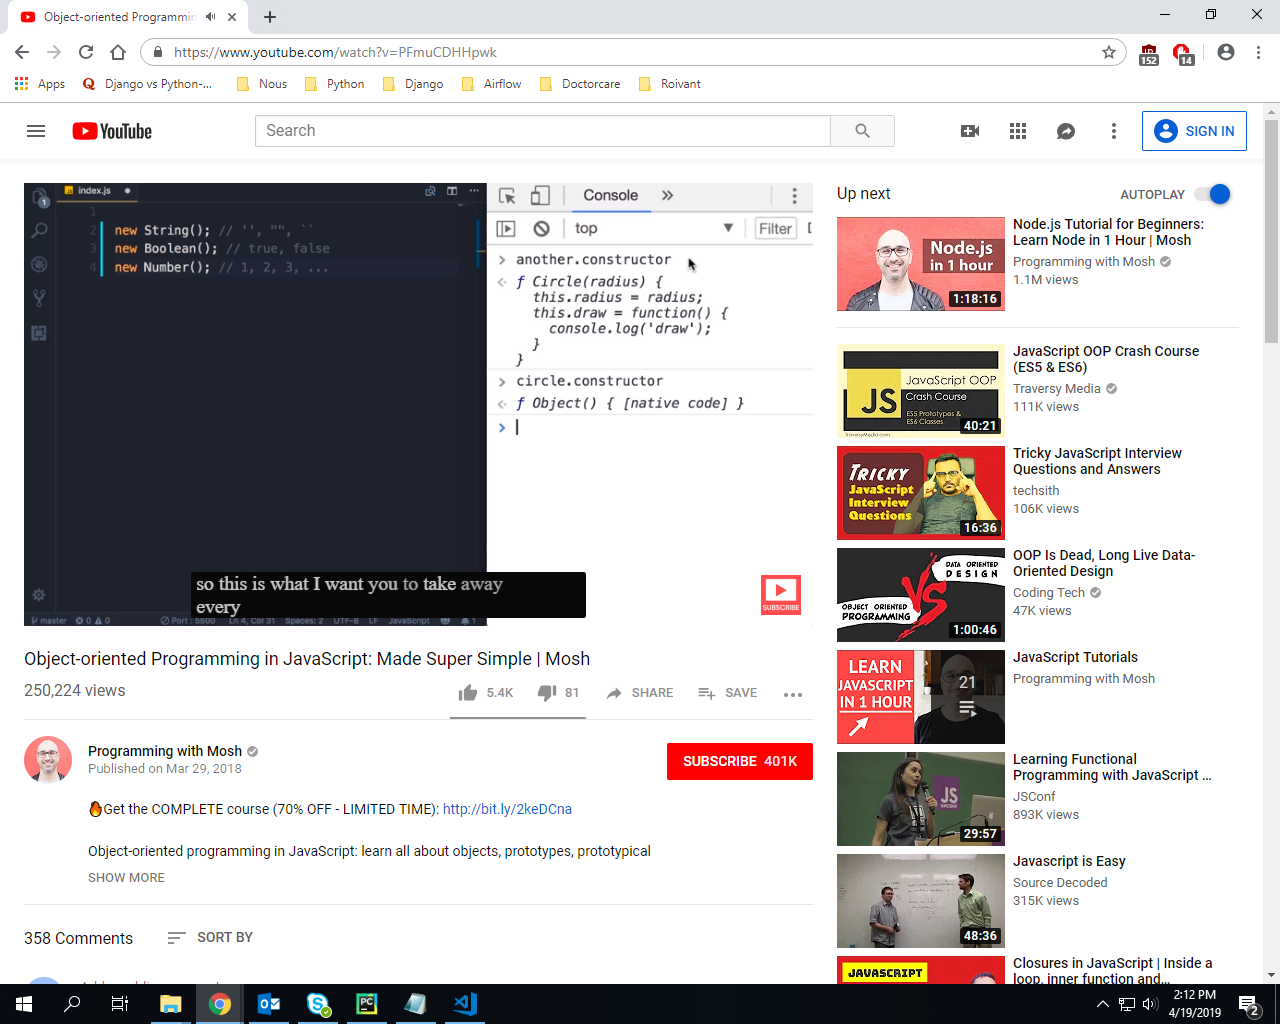 Object-oriented Programmin
https://www.youtube.com/watch?v=PFmuCDHHpwk
152
14
Apps
Django vs Python-...
Nous
Python
Django
Airflow
Doctorcare
Roivant
YouTube
Search
SIGN IN
index.js
1
2 new String(); // '', "", ``
3 new Boolean(); // true, false
4 new Number(); // 1, 2, 3, ...
1
Console
top
Filter
another.constructor
f Circle(radius) {
this.radius = radius;
this.draw = function() {
console.log('draw');
}
}
circle.constructor
f Object() { [native code] }
so this is what I want you to take away
every
SUBSCRIBE
master 0 0 Port : 5500 Ln 4, Col 31 Spaces: 2 UTF-8 LF JavaScript 1
Object-oriented Programming in JavaScript: Made Super Simple | Mosh
250,224 views
5.4K
81
SHARE
SAVE
Programming with Mosh
Published on Mar 29, 2018
SUBSCRIBE 401K
Get the COMPLETE course (70% OFF - LIMITED TIME): http://bit.ly/2keDCna
Object-oriented programming in JavaScript: learn all about objects, prototypes, prototypical
SHOW MORE
358 Comments
SORT BY
Up next
AUTOPLAY
Node.js
in 1 hour
1:18:16
Node.js Tutorial for Beginners:
Learn Node in 1 Hour | Mosh
Programming with Mosh
1.1M views
JS
JavaScript OOP
Crash Course
ES5 Prototypes &
ES6 Classes
TraversyMedia.com
40:21
JavaScript OOP Crash Course
(ES5 & ES6)
Traversy Media
111K views
TRICKY
JavaScript
Interview
Questions
16:36
Tricky JavaScript Interview
Questions and Answers
techsith
106K views
DATA ORIENTED
DESIGN
VS
OBJECT ORIENTED
PROGRAMMING
1:00:46
OOP Is Dead, Long Live Data-
Oriented Design
Coding Tech
47K views
LEARN
JAVASCRIPT
IN 1 HOUR
21
JavaScript Tutorials
Programming with Mosh
JS
29:57
Learning Functional
Programming with JavaScript ...
JSConf
893K views
48:36
Javascript is Easy
Source Decoded
315K views
JAVASCRIPT
Closures in JavaScript | Inside a
loop, inner function and...
2:12 PM
4/19/2019
2